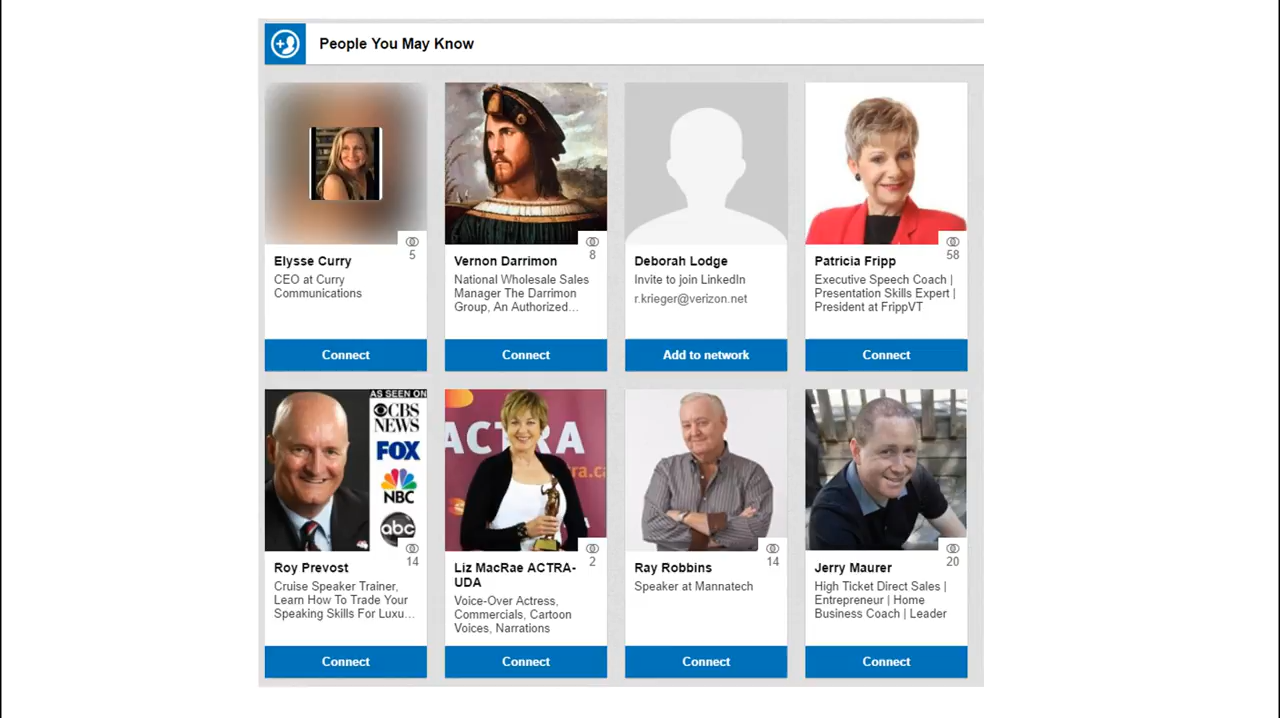 People You May Know
5
Elysse Curry
CEO at Curry
Communications
Connect
8
Vernon Darrimon
National Wholesale Sales
Manager The Darrimon
Group, An Authorized...
Connect
Deborah Lodge
Invite to join LinkedIn
r.krieger@verizon.net
Add to network
58
Patricia Fripp
Executive Speech Coach |
Presentation Skills Expert |
President at FrippVT
Connect
AS SEEN ON
CBS
NEWS
FOX
NBC
abc
14
Roy Prevost
Cruise Speaker Trainer,
Learn How To Trade Your
Speaking Skills For Luxu...
Connect
ACTRA
ra.ca
2
Liz MacRae ACTRA-
UDA
Voice-Over Actress,
Commercials, Cartoon
Voices, Narrations
Connect
14
Ray Robbins
Speaker at Mannatech
Connect
20
Jerry Maurer
High Ticket Direct Sales |
Entrepreneur | Home
Business Coach | Leader
Connect